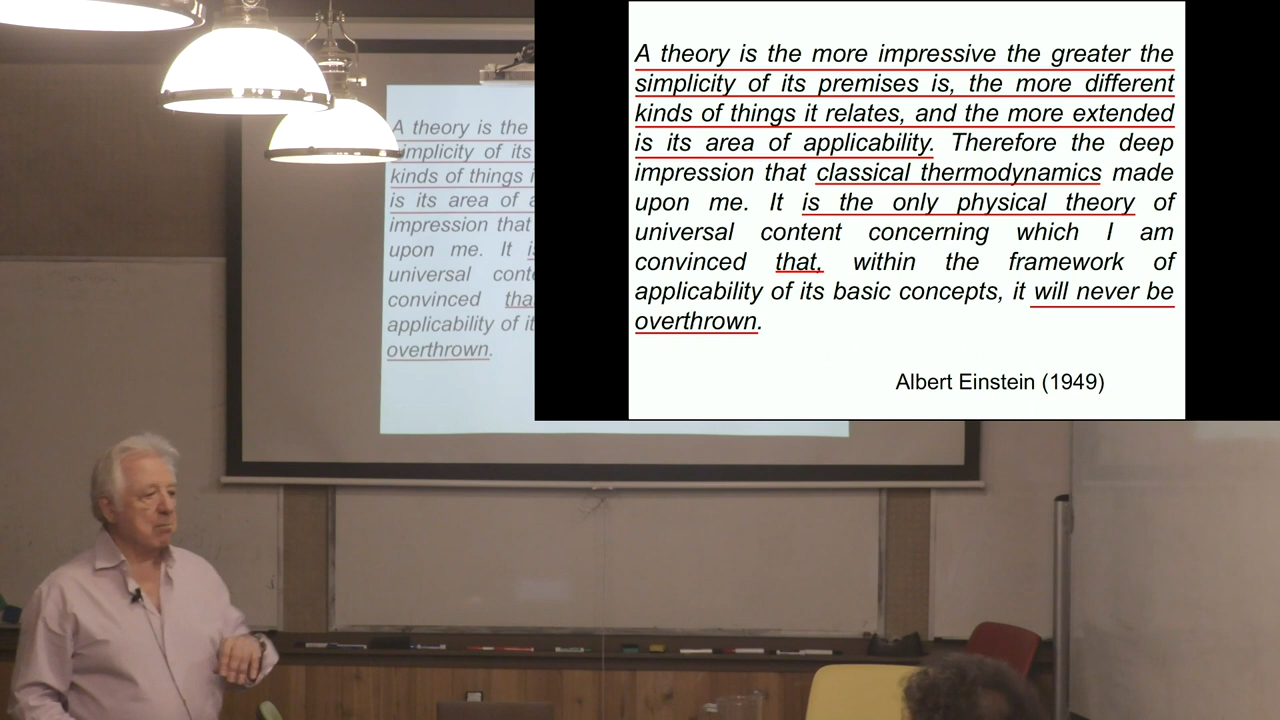 A theory is the more impressive the greater the
simplicity of its premises is, the more different
kinds of things it relates, and the more extended
is its area of applicability. Therefore the deep
impression that classical thermodynamics made
upon me. It is the only physical theory of
universal content concerning which I am
convinced that, within the framework of
applicability of its basic concepts, it will never be
overthrown.
Albert Einstein (1949)
A theory is the
simplicity of its
kinds of things
is its area of
impression that
upon me. It
universal
convinced
applicability of
overthrown.